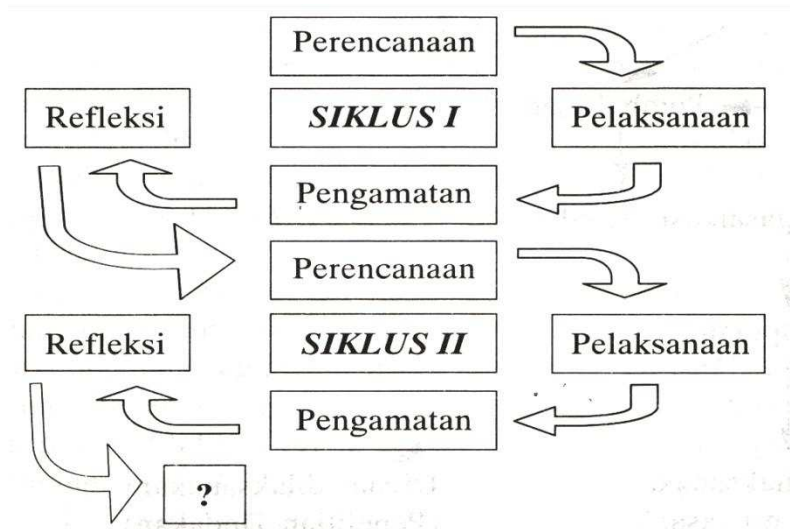 Perencanaan
Refleksi
SIKLUS I
Pelaksanaan
Pengamatan
Perencanaan
Refleksi
SIKLUS II
Pelaksanaan
Pengamatan
?